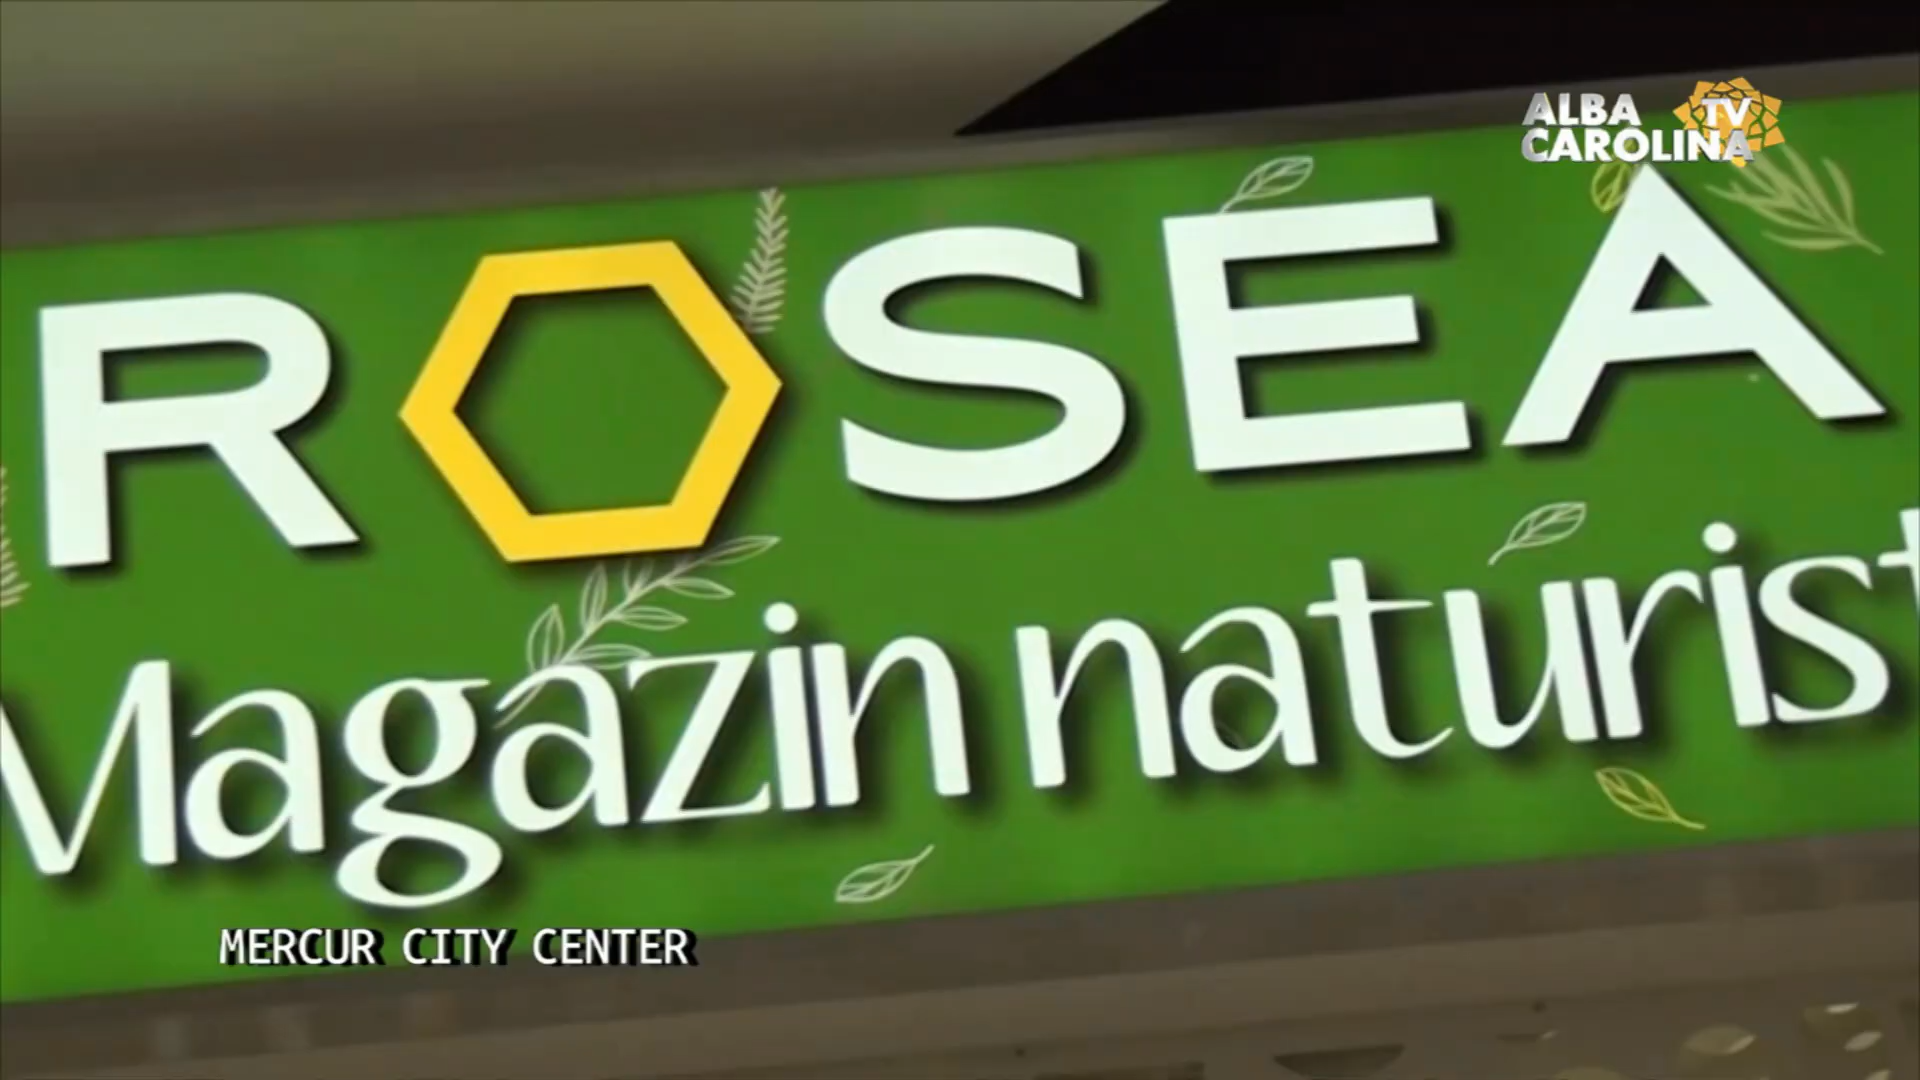 ALBA TV
CAROLINA
ROSEA
Magazin naturist
MERCUR CITY CENTER